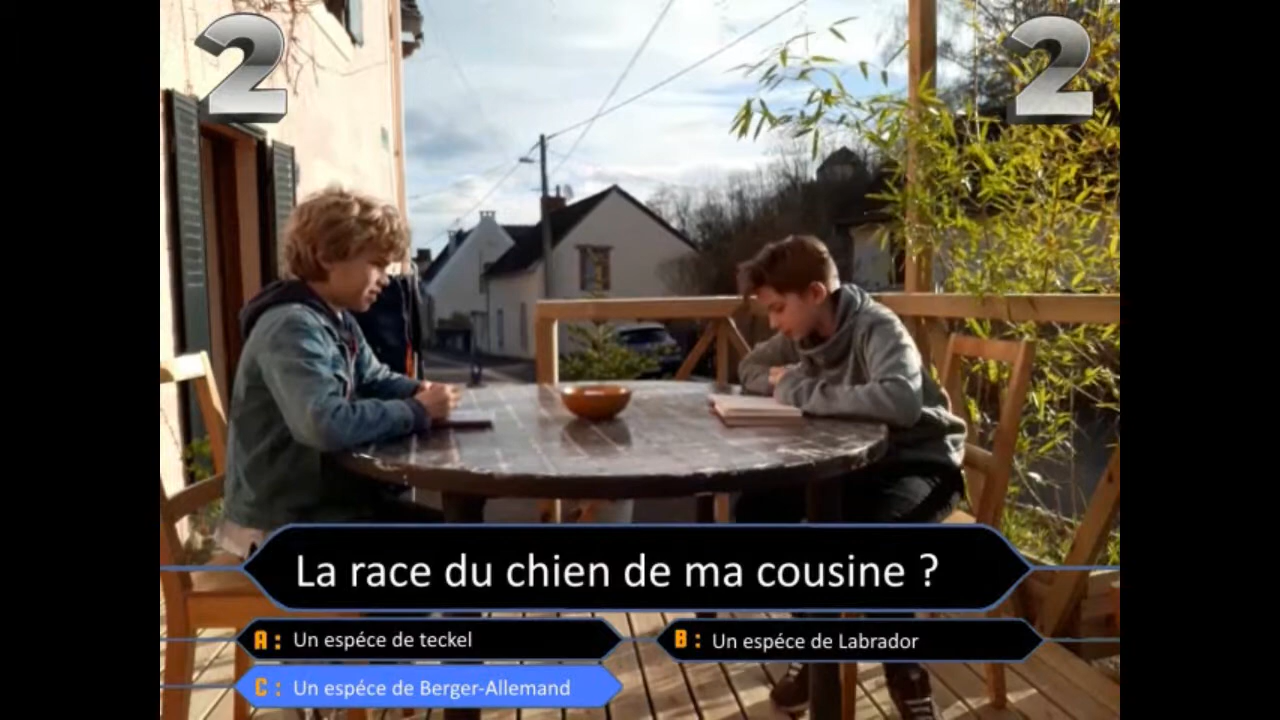 2 2
La race du chien de ma cousine ?
A : Un espéce de teckel
B : Un espéce de Labrador
C : Un espéce de Berger-Allemand